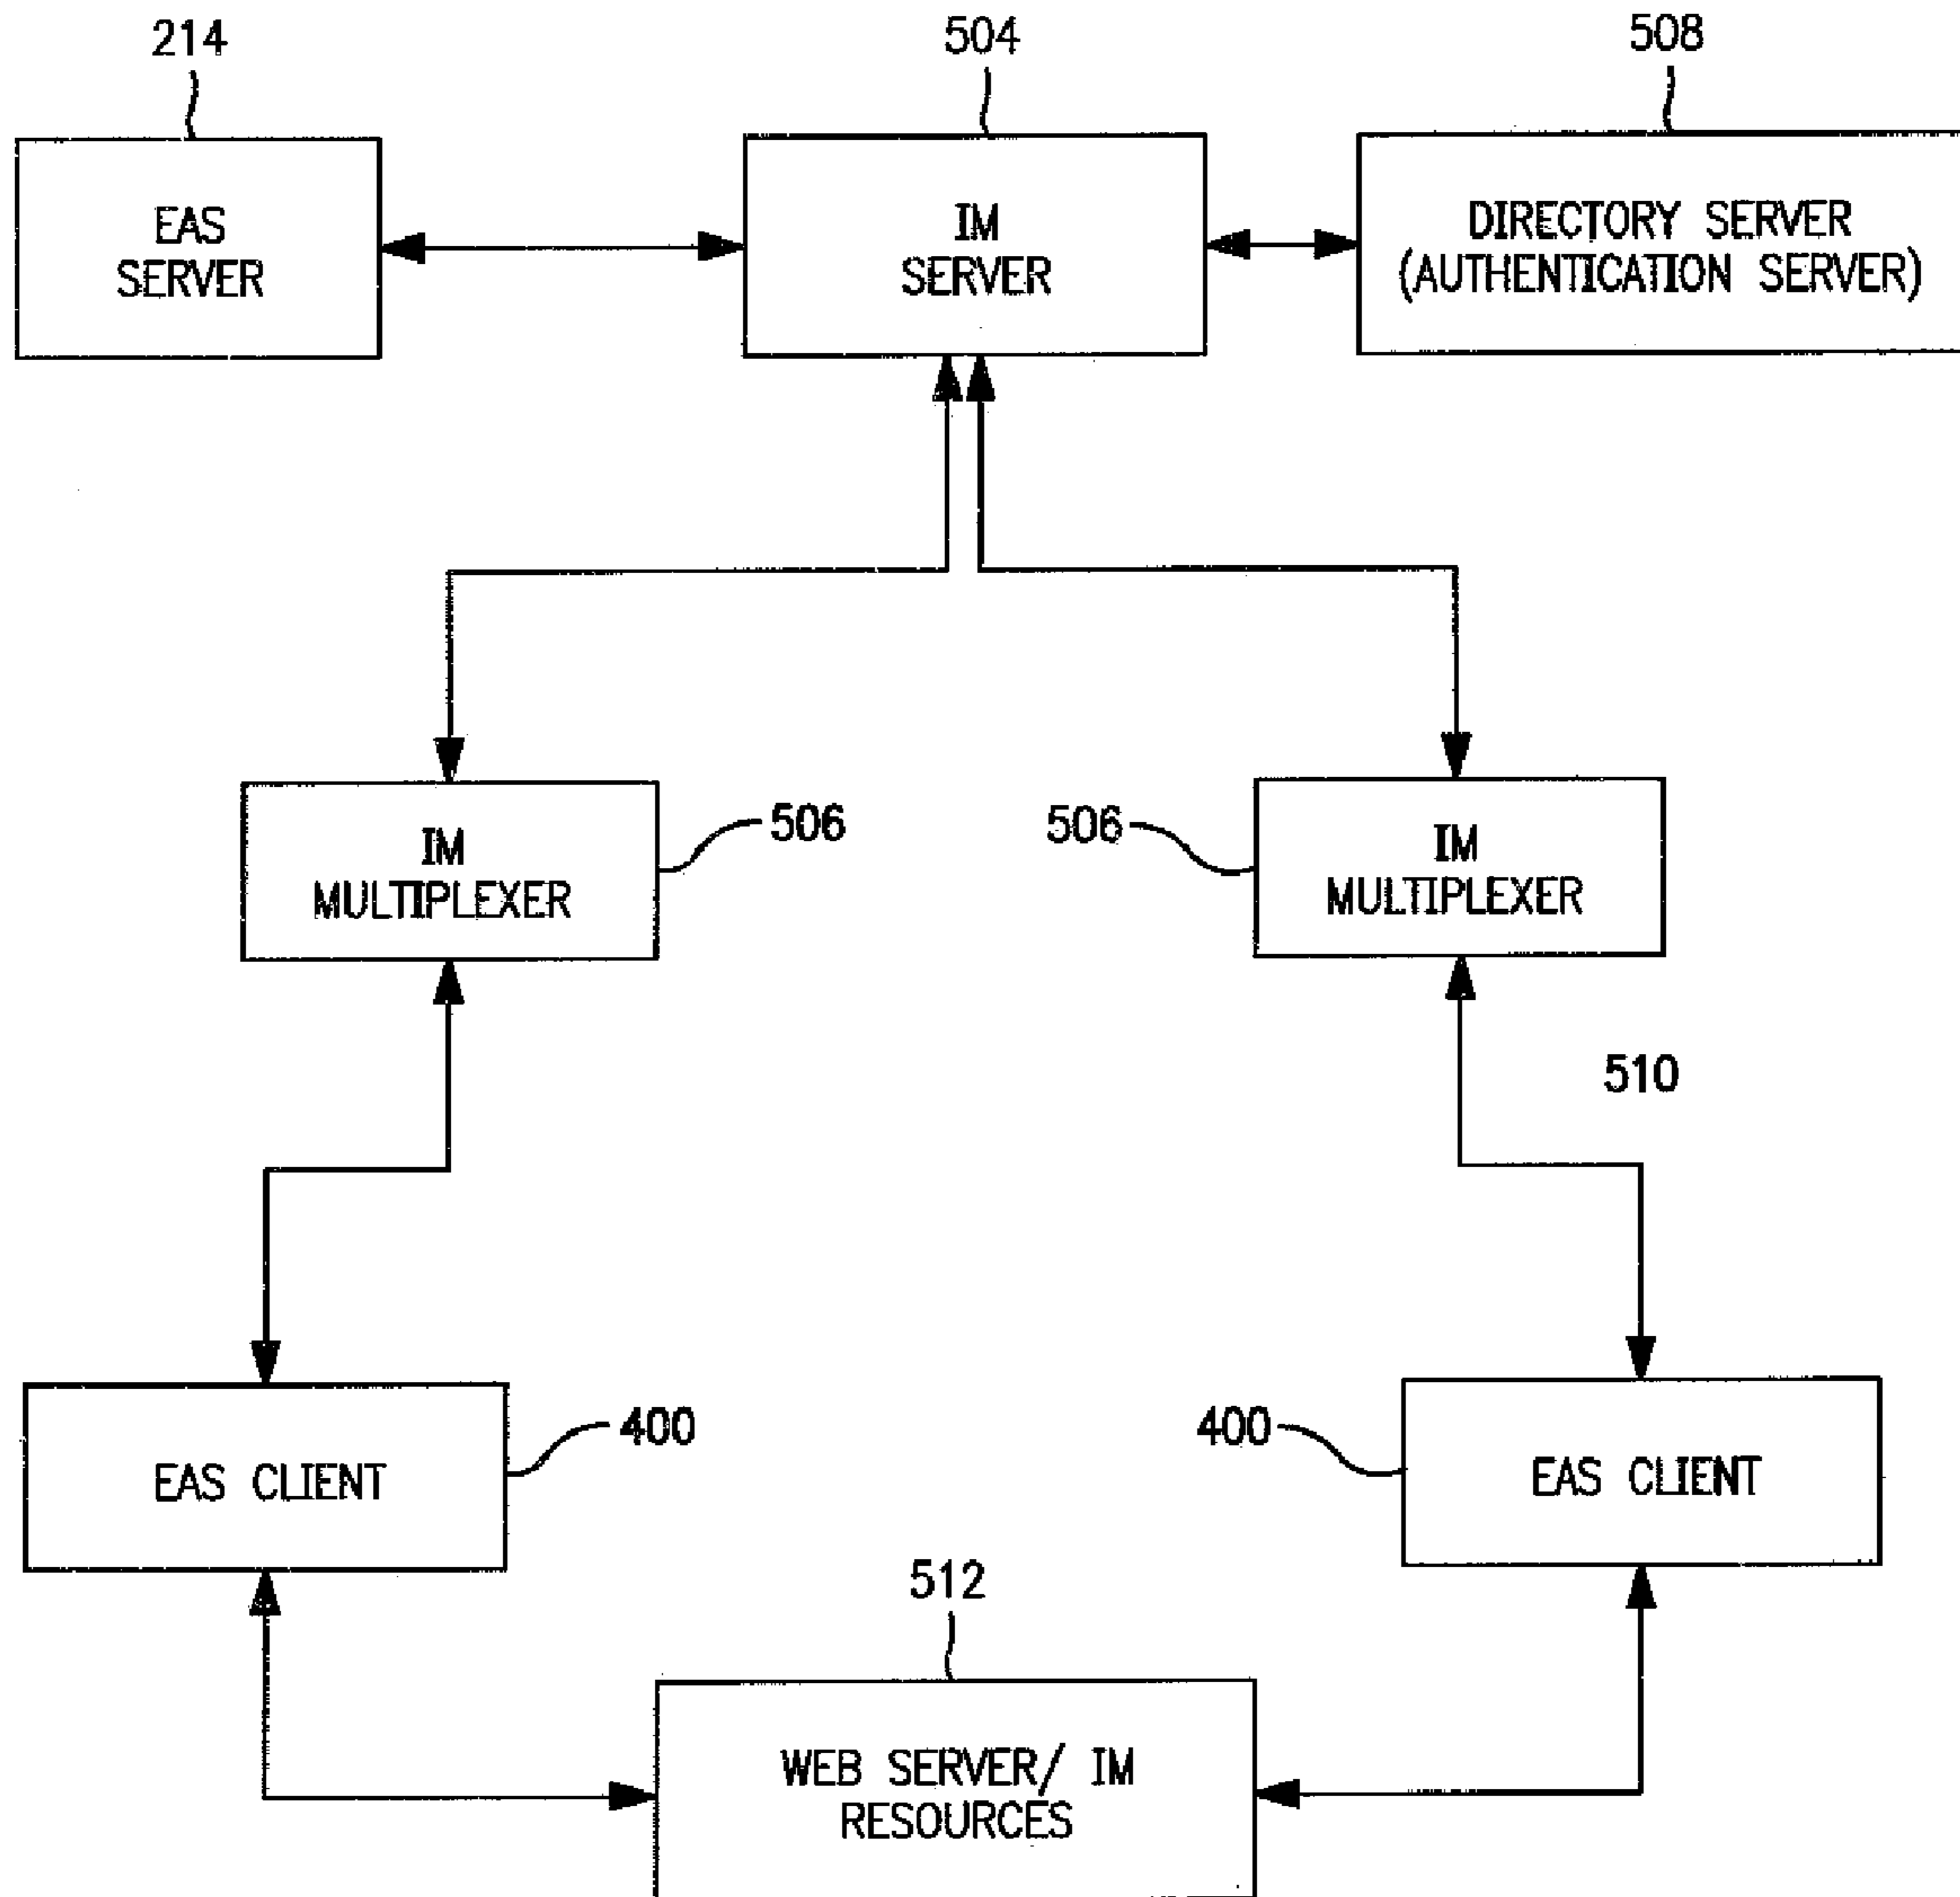 214
504
508
EAS
SERVER
IM
SERVER
DIRECTORY SERVER
(AUTHENTICATION SERVER)
IM
MULTIPLEXER
506
506
IM
MULTIPLEXER
510
EAS CLIENT
400
400
EAS CLIENT
512
WEB SERVER/ IM
RESOURCES